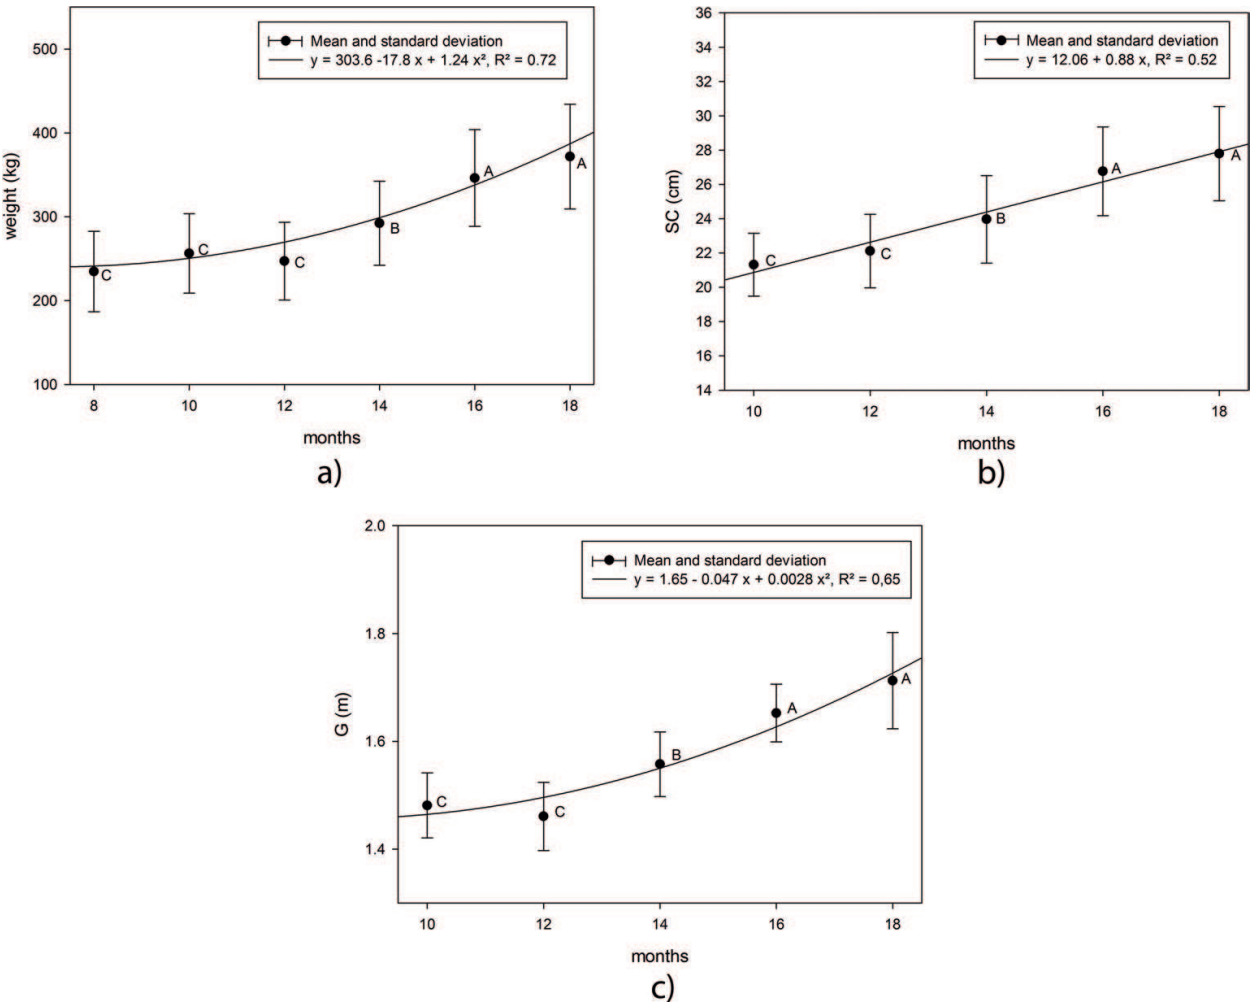 500
400
300
200
100
weight (kg)
Mean and standard deviation
y = 303.6 -17.8 x + 1.24 x², R² = 0.72
C
C
C
B
A
A
8 10 12 14 16 18
months
a)
36
34
32
30
28
26
24
22
20
18
16
14
SC (cm)
Mean and standard deviation
y = 12.06 + 0.88 x, R² = 0.52
C
C
B
A
A
10 12 14 16 18
months
b)
2.0
1.8
1.6
1.4
G (m)
Mean and standard deviation
y = 1.65 - 0.047 x + 0.0028 x², R² = 0,65
C
C
B
A
A
10 12 14 16 18
months
c)